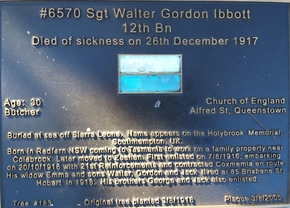 #6570 Sgt Walter Gordon Ibbott
12th Bn
Died of sickness on 26th December 1917
Age: 30
Church of England
Butcher
Alfred St, Queenstown
Buried at sea off Sierra Leone. Name appears on the Holybrook Memorial,
Southampton, UK.
Born in Redfern NSW coming to Tasmania to work on a family property near
Colebrook. Later moved to Zeehan. First enlisted on 7/8/1916, embarking
on 20/10/1916 with 21st Reinforcements and contracted Coxmemia en route
His widow Emma and sons Walter, Gordon and Jack lived at 85 Brisbane St
Hobart in 1918. His brothers George and Jack also enlisted.
Tree #183
Original tree planted 3/8/1918
Plaque 3/8/2008